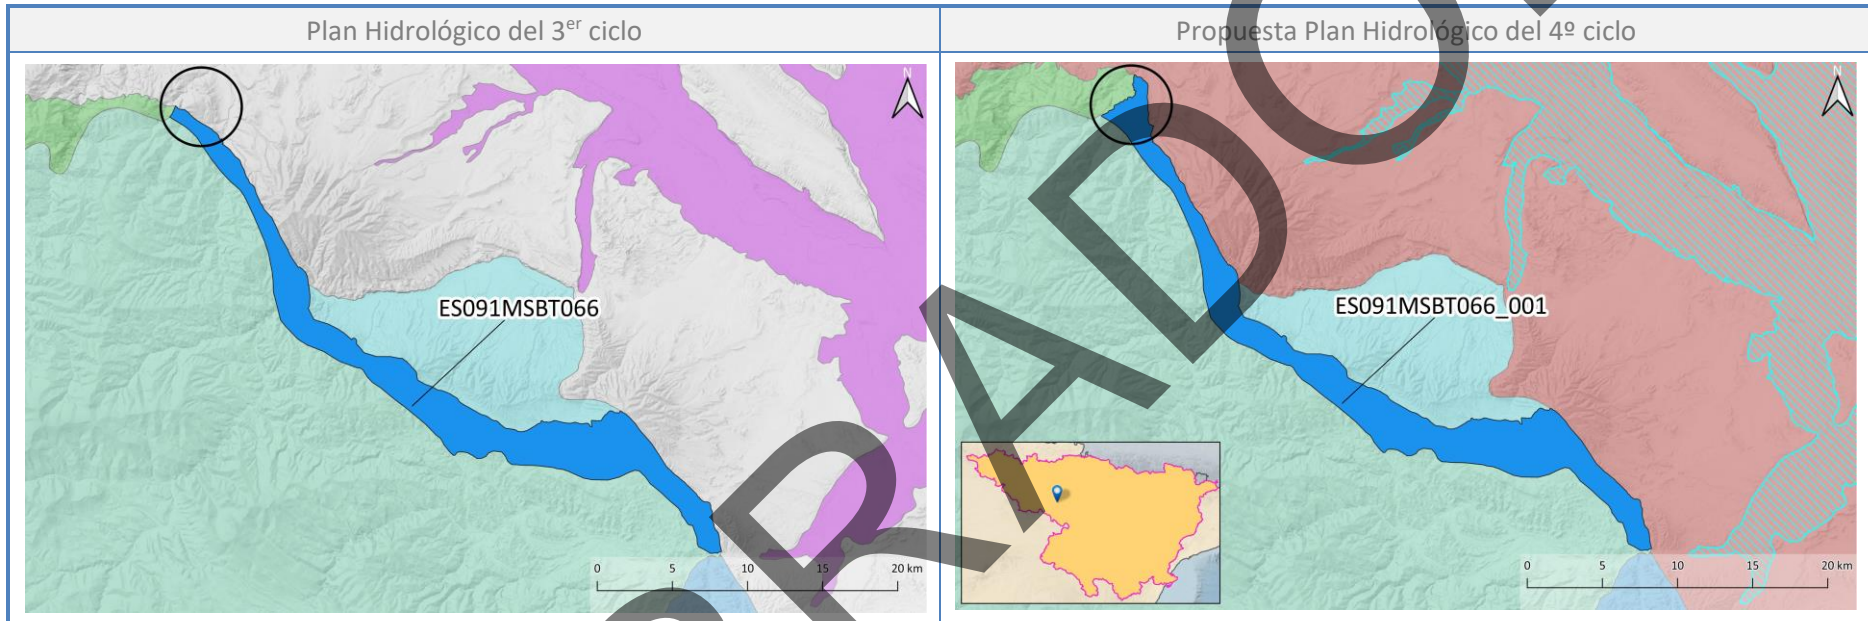 Plan Hidrológico del 3er ciclo
Propuesta Plan Hidrológico del 4º ciclo
N
ES091MSBT066
0 5 10 15 20 km
N
ES091MSBT066_001
0 5 10 15 20 km
RADO